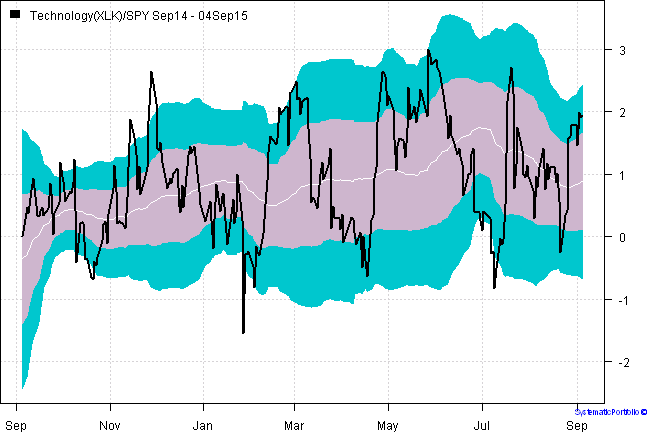 Technology(XLK)/SPY Sep14 - 04Sep15
3
2
1
0
-1
-2
Sep Nov Jan Mar May Jul Sep
SystematicPortfolio ©